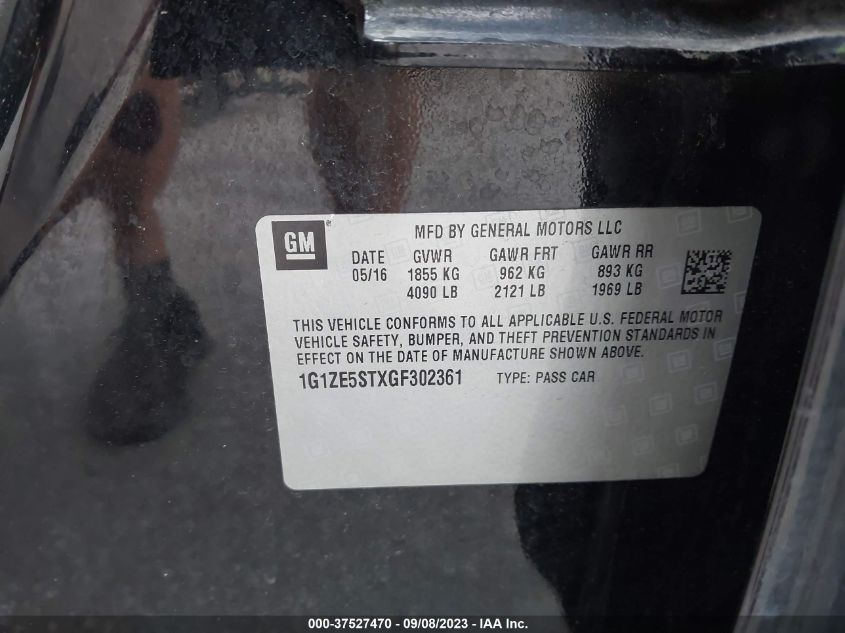 GM
MFD BY GENERAL MOTORS LLC
DATE GVWR GAWR FRT GAWR RR
05/16 1855 KG 962 KG 893 KG
4090 LB 2121 LB 1969 LB
THIS VEHICLE CONFORMS TO ALL APPLICABLE U.S. FEDERAL MOTOR
VEHICLE SAFETY, BUMPER, AND THEFT PREVENTION STANDARDS IN
EFFECT ON THE DATE OF MANUFACTURE SHOWN ABOVE.
1G1ZE5STXGF302361 TYPE: PASS CAR
000-37527470 - 09/08/2023 - IAA Inc.